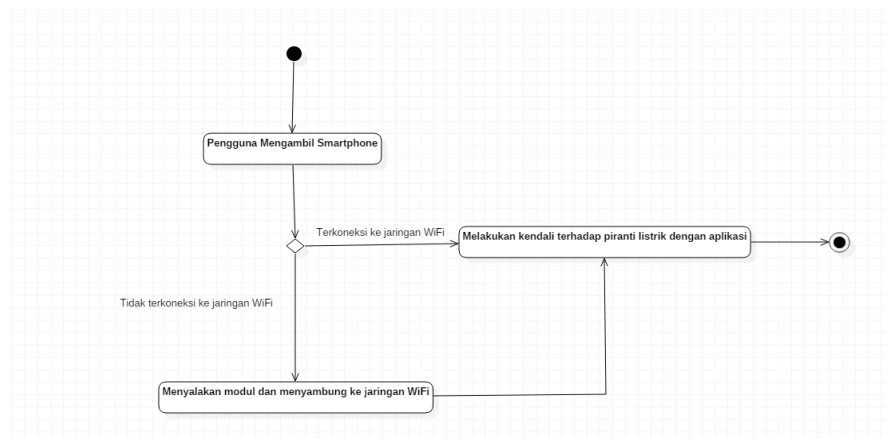 Pengguna Mengambil Smartphone
Terkoneksi ke jaringan WiFi
Melakukan kendali terhadap piranti listrik dengan aplikasi
Tidak terkoneksi ke jaringan WiFi
Menyalakan modul dan menyambung ke jaringan WiFi